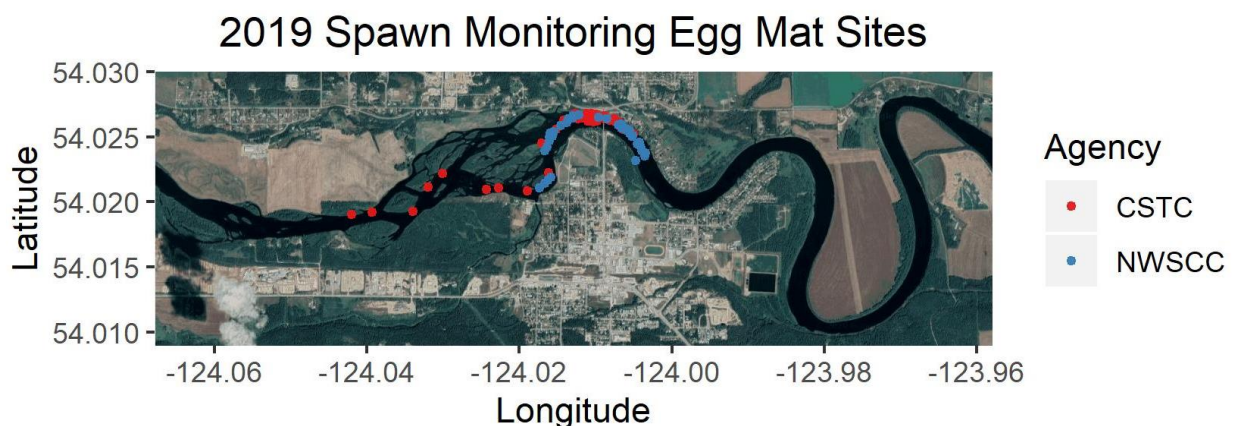 2019 Spawn Monitoring Egg Mat Sites
54.030
54.025
54.020
54.015
54.010
Latitude
-124.06 -124.04 -124.02 -124.00 -123.98 -123.96
Longitude
Agency
CSTC
NWSCC